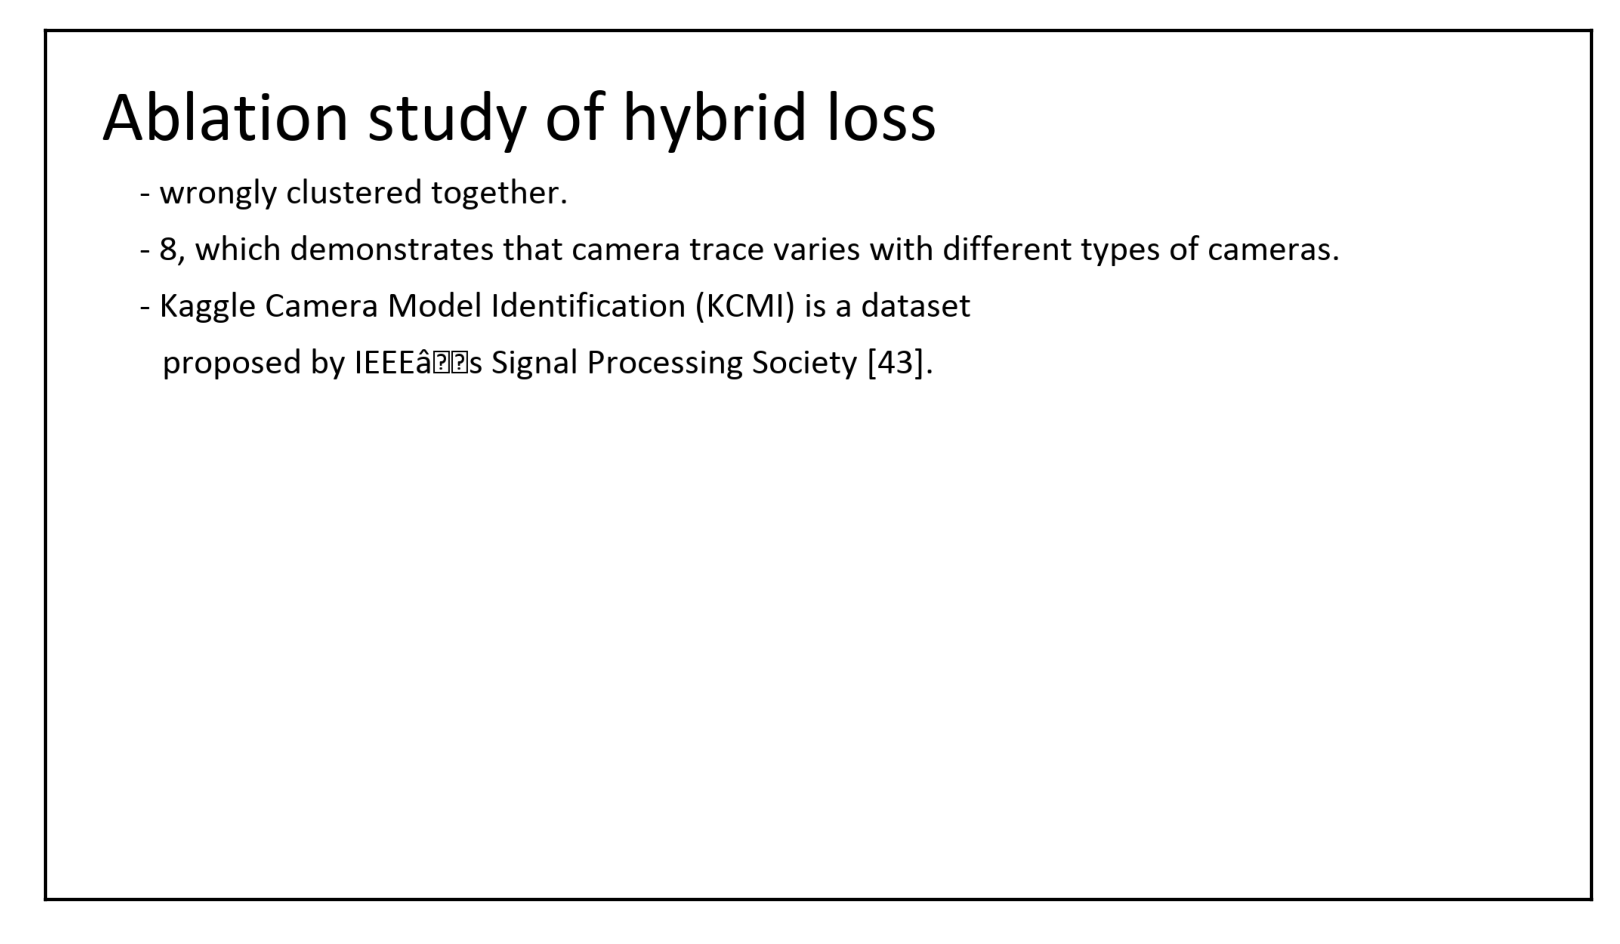 Ablation study of hybrid loss
- wrongly clustered together.
- 8, which demonstrates that camera trace varies with different types of cameras.
- Kaggle Camera Model Identification (KCMI) is a dataset
proposed by IEEEâ��s Signal Processing Society [43].